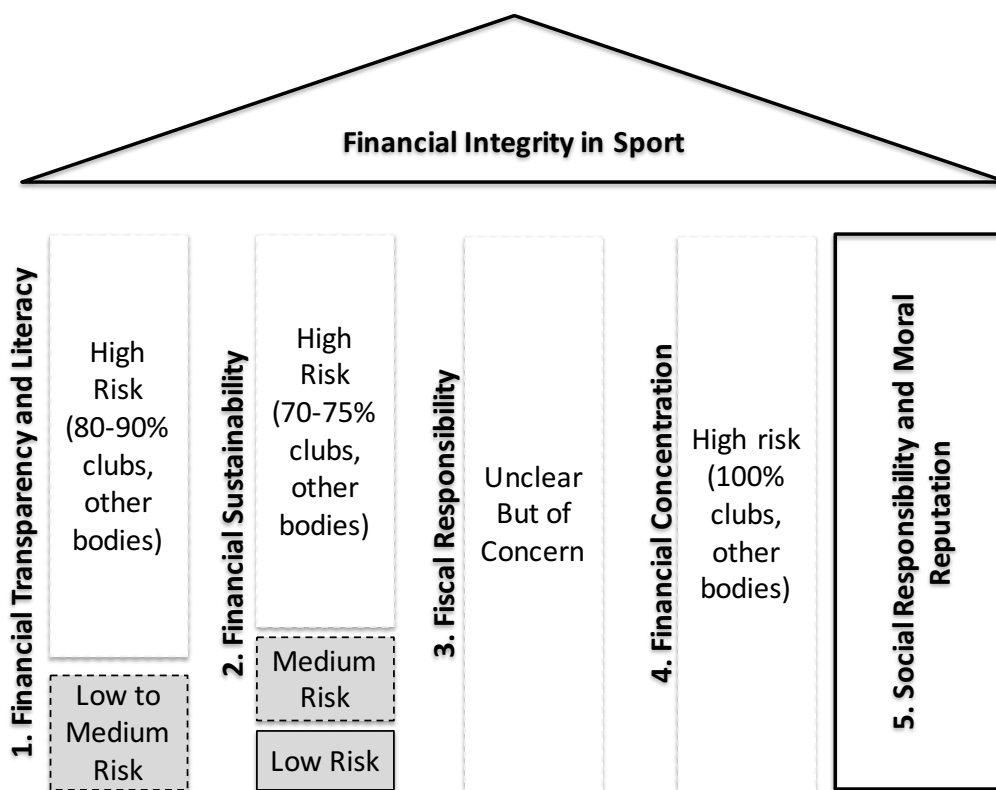 Financial Integrity in Sport
1. Financial Transparency and Literacy
High
Risk
(80-90%
clubs,
other
bodies)
Low to
Medium
Risk
2. Financial Sustainability
High
Risk
(70-75%
clubs,
other
bodies)
Medium
Risk
Low Risk
3. Fiscal Responsibility
Unclear
But of
Concern
4. Financial Concentration
High risk
(100%
clubs,
other
bodies)
5. Social Responsibility and Moral
Reputation